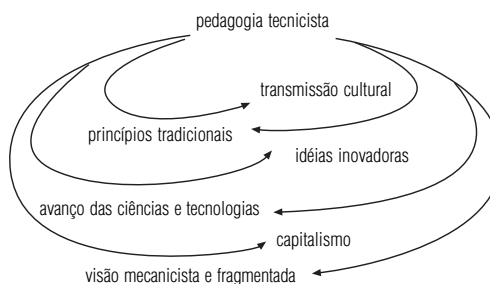 pedagogia tecnicista
transmissão cultural
princípios tradicionais
idéias inovadoras
avanço das ciências e tecnologias
capitalismo
visão mecanicista e fragmentada